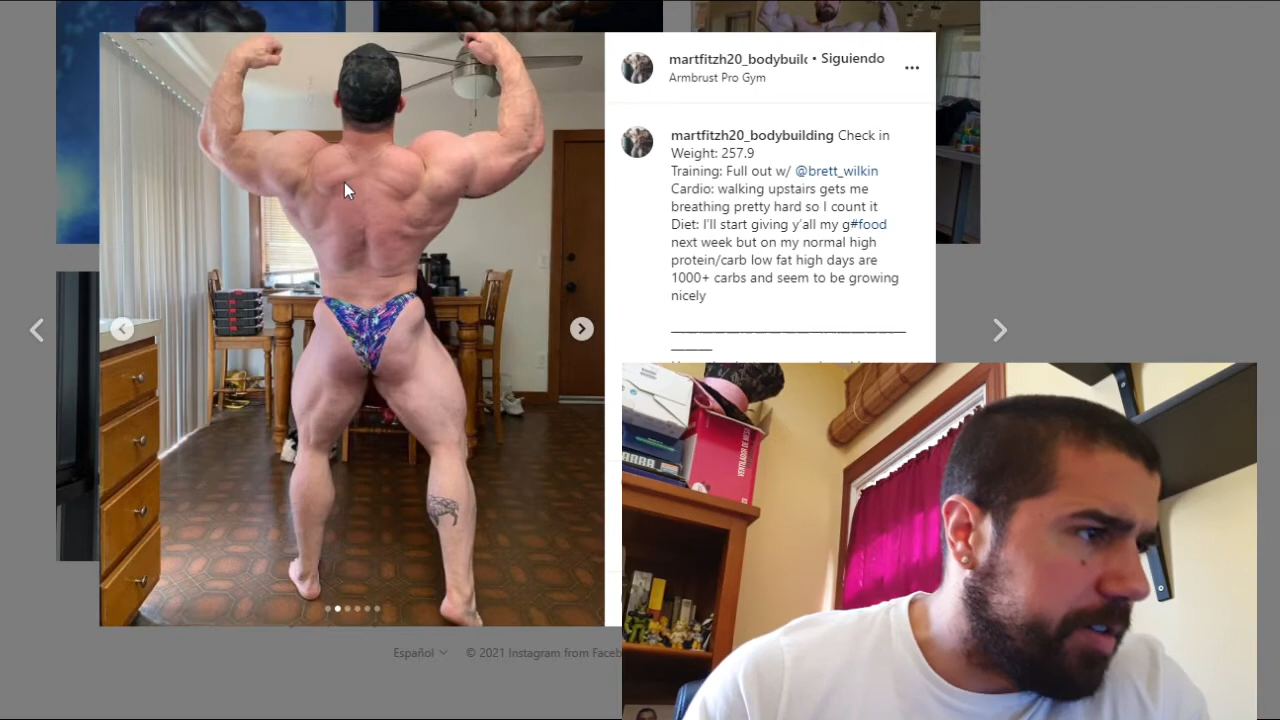 martfitzh20_bodybuil • Siguiendo
Armbrust Pro Gym
martfitzh20_bodybuilding Check in
Weight: 257.9
Training: Full out w/ @brett_wilkin
Cardio: walking upstairs gets me
breathing pretty hard so I count it
Diet: I'll start giving y'all my g#food
next week but on my normal high
protein/carb low fat high days are
1000+ carbs and seem to be growing
nicely
Español
© 2021 Instagram from Faceb